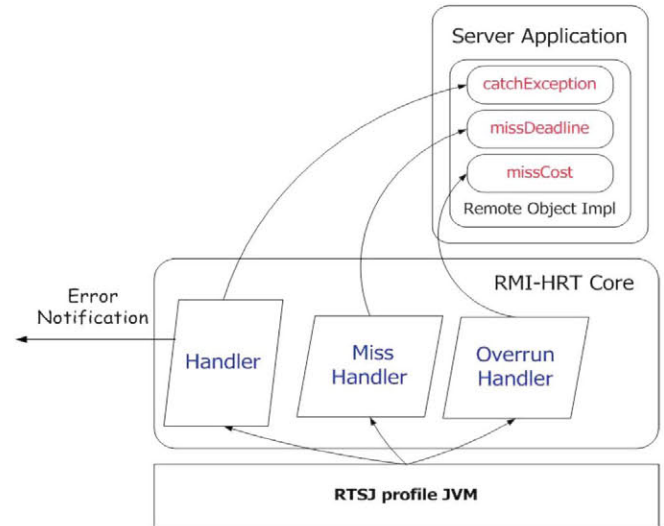 Server Application
catchException
missDeadline
missCost
Remote Object Impl
RMI-HRT Core
Error
Notification
Handler
Miss
Handler
Overrun
Handler
RTSJ profile JVM